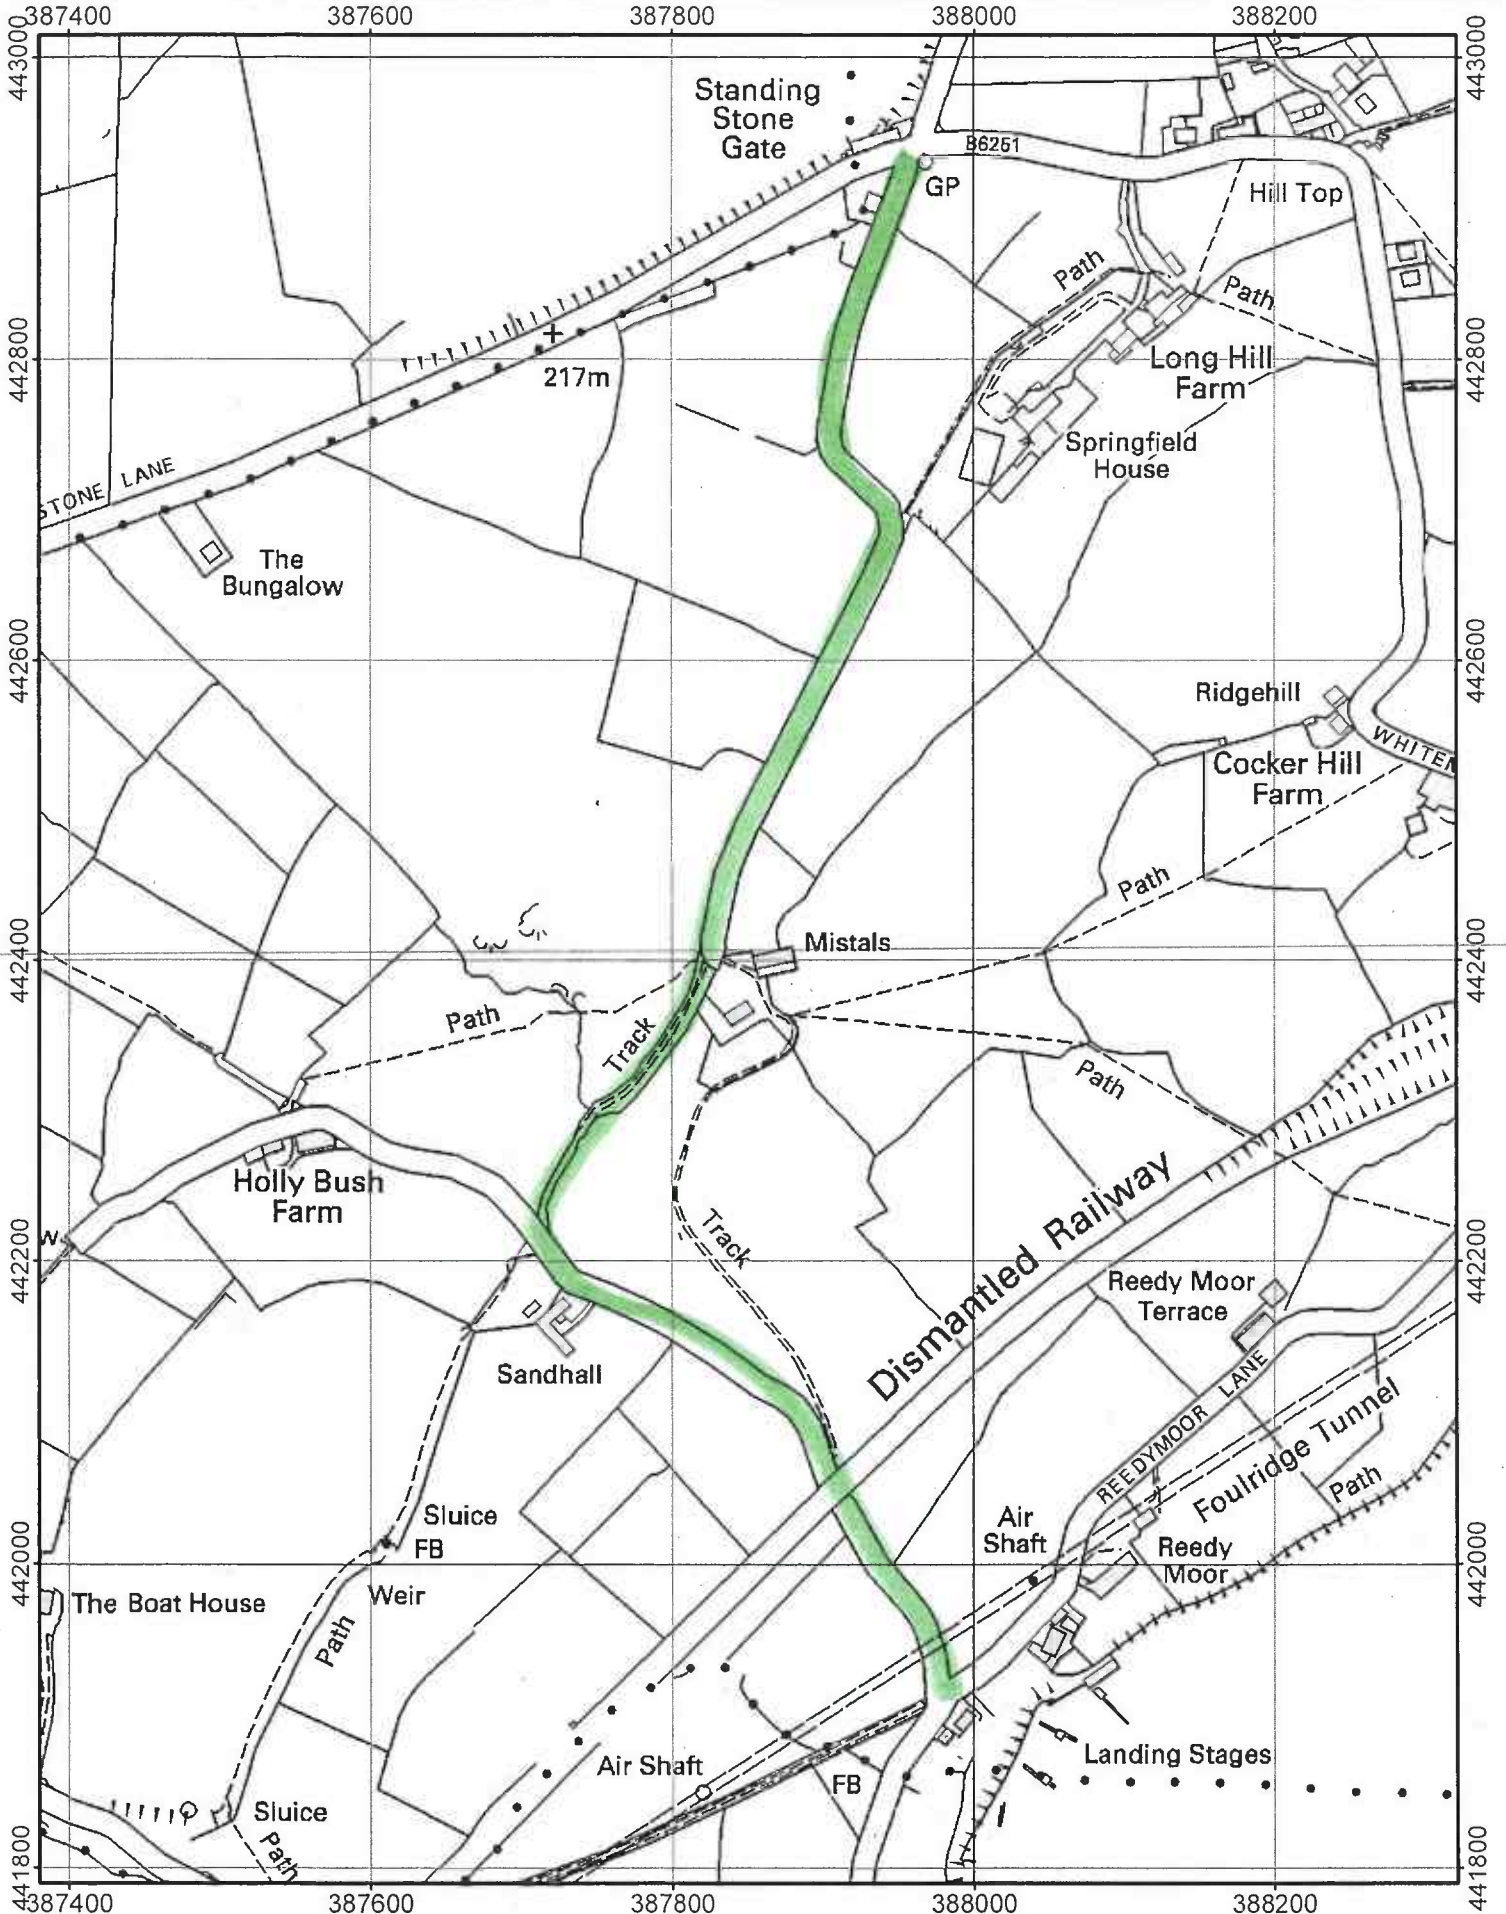 387400 387600 387800 388000 388200
443000
443000
Standing
Stone
Gate
B6251
GP
Hill Top
Path
Path
442800
442800
217m
Long Hill
Farm
Springfield
House
STONE LANE
The
Bungalow
442600
442600
Ridgehill
Cocker Hill
Farm
WHITEM
Path
Mistals
442400
442400
Path
Track
Path
Holly Bush
Farm
W
Track
Dismantled Railway
442200
442200
Reedy Moor
Terrace
Sandhall
REEDYMOOR LANE
Foulridge Tunnel
Path
Sluice
FB
Air
Shaft
Reedy
Moor
442000
442000
Weir
The Boat House
Path
Air Shaft
FB
Landing Stages
Sluice
Path
441800
441800
387400 387600 387800 388000 388200